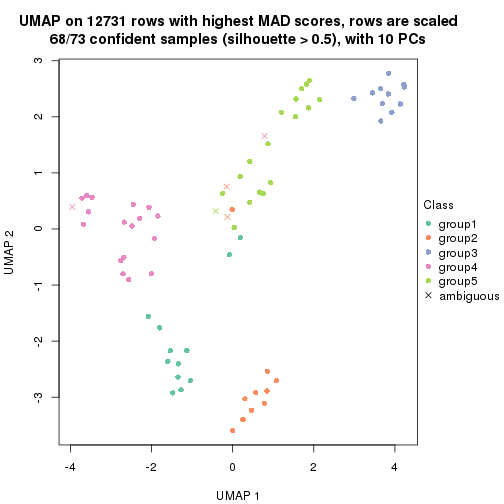 UMAP on 12731 rows with highest MAD scores, rows are scaled
68/73 confident samples (silhouette > 0.5), with 10 PCs
3
2
1
0
-1
-2
-3
UMAP 2
-4
-2
0
2
4
UMAP 1
Class
group1
group2
group3
group4
group5
ambiguous